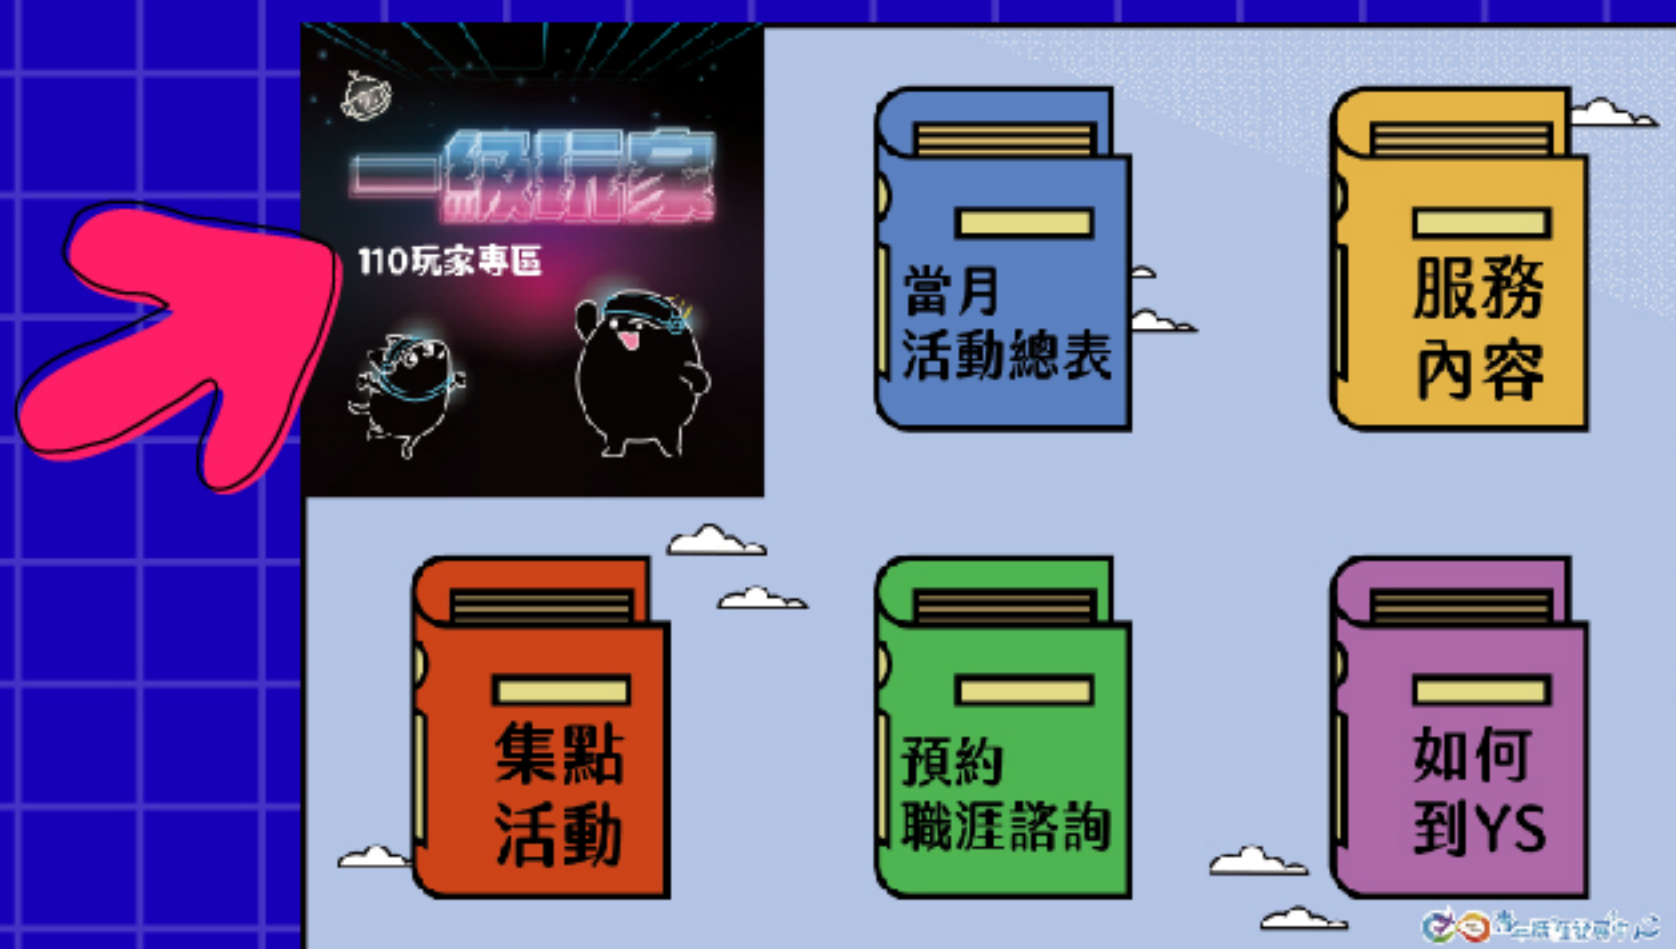 一級玩家
110玩家專區
當月
活動總表
服務
內容
集點
活動
預約
職涯諮詢
如何
到YS